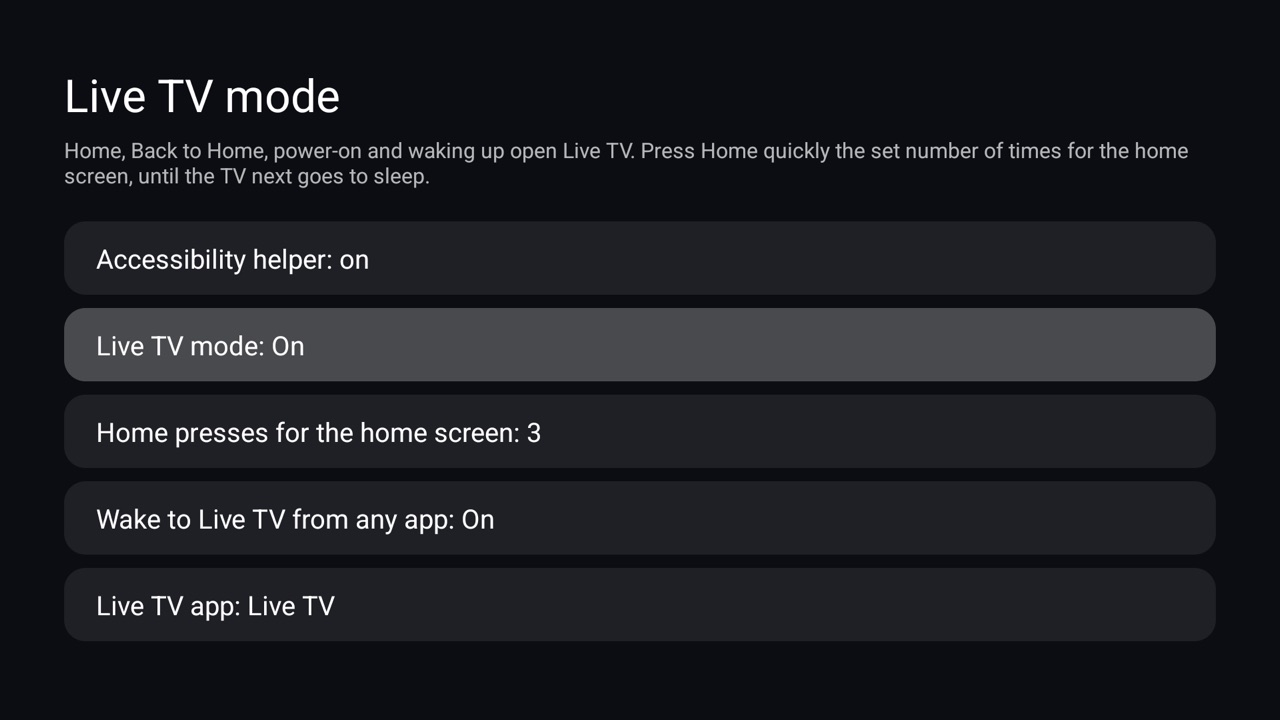 Live TV mode
Home, Back to Home, power-on and waking up open Live TV. Press Home quickly the set number of times for the home
screen, until the TV next goes to sleep.
Accessibility helper: on
Live TV mode: On
Home presses for the home screen: 3
Wake to Live TV from any app: On
Live TV app: Live TV